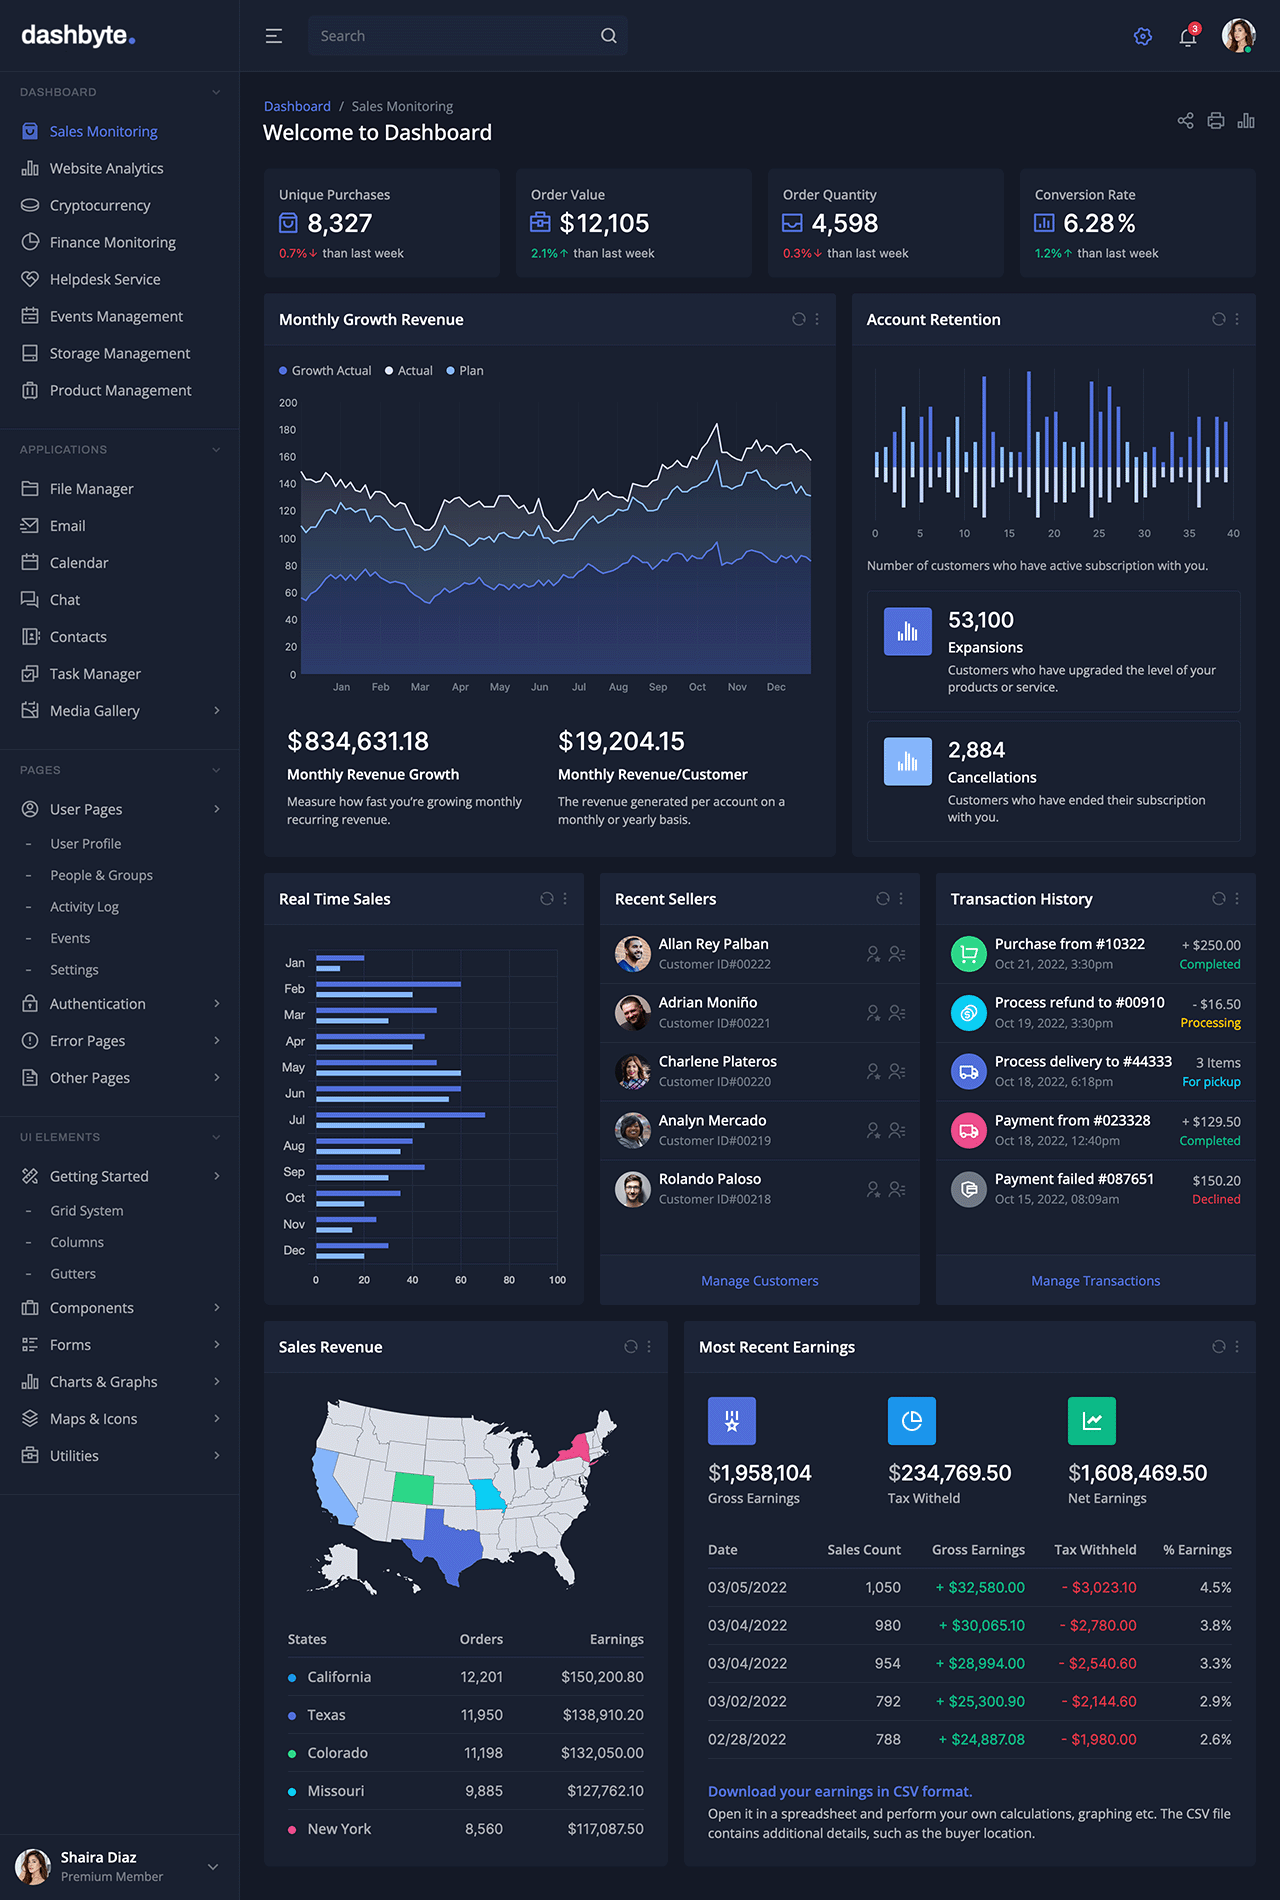 dashbyte.
DASHBOARD
Sales Monitoring
Website Analytics
Cryptocurrency
Finance Monitoring
Helpdesk Service
Events Management
Storage Management
Product Management
APPLICATIONS
File Manager
Email
Calendar
Chat
Contacts
Task Manager
Media Gallery
PAGES
User Pages
- User Profile
- People & Groups
- Activity Log
- Events
- Settings
Authentication
Error Pages
Other Pages
UI ELEMENTS
Getting Started
- Grid System
- Columns
- Gutters
Components
Forms
Charts & Graphs
Maps & Icons
Utilities
Shaira Diaz
Premium Member
Search
3
Dashboard / Sales Monitoring
Welcome to Dashboard
Unique Purchases
8,327
0.7%↓ than last week
Order Value
$12,105
2.1%↑ than last week
Order Quantity
4,598
0.3%↓ than last week
Conversion Rate
6.28%
1.2%↑ than last week
Monthly Growth Revenue
Growth Actual Actual Plan
200
180
160
140
120
100
80
60
40
20
0
Jan Feb Mar Apr May Jun Jul Aug Sep Oct Nov Dec
$834,631.18
Monthly Revenue Growth
Measure how fast you’re growing monthly
recurring revenue.
$19,204.15
Monthly Revenue/Customer
The revenue generated per account on a
monthly or yearly basis.
Account Retention
0 5 10 15 20 25 30 35 40
Number of customers who have active subscription with you.
53,100
Expansions
Customers who have upgraded the level of your
products or service.
2,884
Cancellations
Customers who have ended their subscription
with you.
Real Time Sales
Jan
Feb
Mar
Apr
May
Jun
Jul
Aug
Sep
Oct
Nov
Dec
0 20 40 60 80 100
Recent Sellers
Allan Rey Palban
Customer ID#00222
Adrian Moniño
Customer ID#00221
Charlene Plateros
Customer ID#00220
Analyn Mercado
Customer ID#00219
Rolando Paloso
Customer ID#00218
Manage Customers
Transaction History
Purchase from #10322 + $250.00
Oct 21, 2022, 3:30pm Completed
Process refund to #00910 - $16.50
Oct 19, 2022, 3:30pm Processing
Process delivery to #44333 3 Items
Oct 18, 2022, 6:18pm For pickup
Payment from #023328 + $129.50
Oct 18, 2022, 12:40pm Completed
Payment failed #087651 $150.20
Oct 15, 2022, 08:09am Declined
Manage Transactions
Sales Revenue
States Orders Earnings
California 12,201 $150,200.80
Texas 11,950 $138,910.20
Colorado 11,198 $132,050.00
Missouri 9,885 $127,762.10
New York 8,560 $117,087.50
Most Recent Earnings
$1,958,104
Gross Earnings
$234,769.50
Tax Witheld
$1,608,469.50
Net Earnings
Date Sales Count Gross Earnings Tax Withheld % Earnings
03/05/2022 1,050 + $32,580.00 - $3,023.10 4.5%
03/04/2022 980 + $30,065.10 - $2,780.00 3.8%
03/04/2022 954 + $28,994.00 - $2,540.60 3.3%
03/02/2022 792 + $25,300.90 - $2,144.60 2.9%
02/28/2022 788 + $24,887.08 - $1,980.00 2.6%
Download your earnings in CSV format.
Open it in a spreadsheet and perform your own calculations, graphing etc. The CSV file
contains additional details, such as the buyer location.